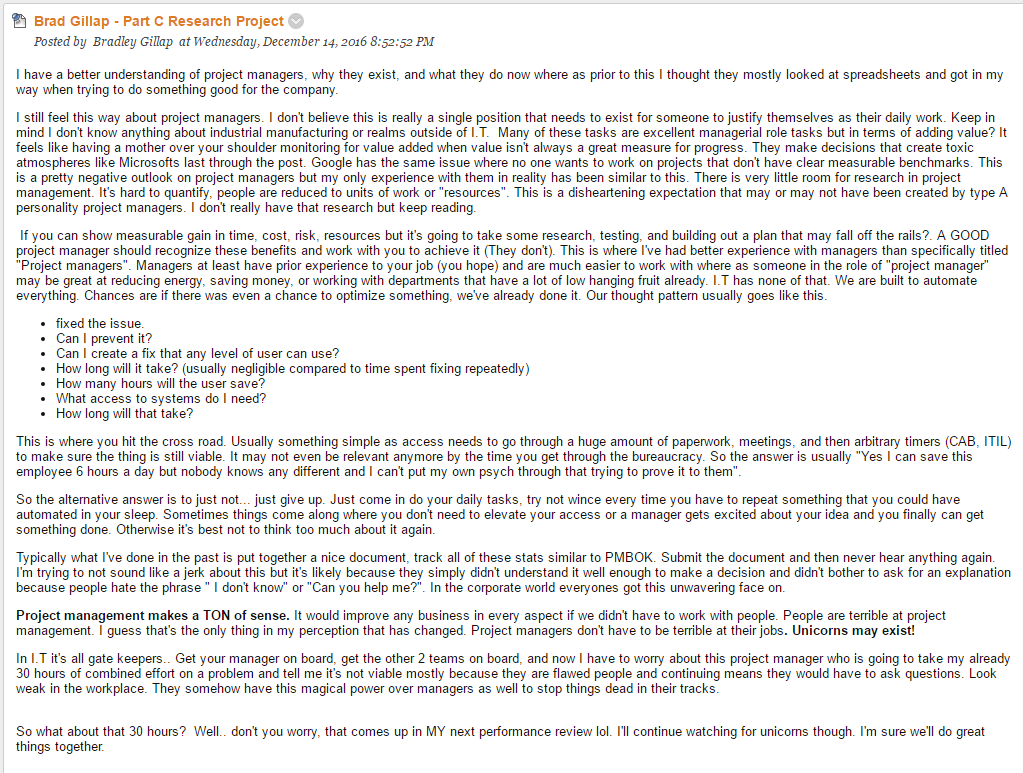 Brad Gillap - Part C Research Project
Posted by Bradley Gillap at Wednesday, December 14, 2016 8:52:52 PM
I have a better understanding of project managers, why they exist, and what they do now where as prior to this I thought they mostly looked at spreadsheets and got in my
way when trying to do something good for the company.
I still feel this way about project managers. I don't believe this is really a single position that needs to exist for someone to justify themselves as their daily work. Keep in
mind I don't know anything about industrial manufacturing or realms outside of I.T.  Many of these tasks are excellent managerial role tasks but in terms of adding value? It
feels like having a mother over your shoulder monitoring for value added when value isn't always a great measure for progress. They make decisions that create toxic
atmospheres like Microsofts last through the post. Google has the same issue where no one wants to work on projects that don't have clear measurable benchmarks. This
is a pretty negative outlook on project managers but my only experience with them in reality has been similar to this. There is very little room for research in project
management. It's hard to quantify, people are reduced to units of work or "resources". This is a disheartening expectation that may or may not have been created by type A
personality project managers. I don't really have that research but keep reading.
If you can show measurable gain in time, cost, risk, resources but it's going to take some research, testing, and building out a plan that may fall off the rails?. A GOOD
project manager should recognize these benefits and work with you to achieve it (They don't). This is where I've had better experience with managers than specifically titled
"Project managers". Managers at least have prior experience to your job (you hope) and are much easier to work with where as someone in the role of "project manager"
may be great at reducing energy, saving money, or working with departments that have a lot of low hanging fruit already. I.T has none of that. We are built to automate
everything. Chances are if there was even a chance to optimize something, we've already done it. Our thought pattern usually goes like this.
• fixed the issue.
• Can I prevent it?
• Can I create a fix that any level of user can use?
• How long will it take? (usually negligible compared to time spent fixing repeatedly)
• How many hours will the user save?
• What access to systems do I need?
• How long will that take?
This is where you hit the cross road. Usually something simple as access needs to go through a huge amount of paperwork, meetings, and then arbitrary timers (CAB, ITIL)
to make sure the thing is still viable. It may not even be relevant anymore by the time you get through the bureaucracy. So the answer is usually "Yes I can save this
employee 6 hours a day but nobody knows any different and I can't put my own psych through that trying to prove it to them".
So the alternative answer is to just not... just give up. Just come in do your daily tasks, try not wince every time you have to repeat something that you could have
automated in your sleep. Sometimes things come along where you don't need to elevate your access or a manager gets excited about your idea and you finally can get
something done. Otherwise it's best not to think too much about it again.
Typically what I've done in the past is put together a nice document, track all of these stats similar to PMBOK. Submit the document and then never hear anything again.
I'm trying to not sound like a jerk about this but it's likely because they simply didn't understand it well enough to make a decision and didn't bother to ask for an explanation
because people hate the phrase " I don't know" or "Can you help me?". In the corporate world everyones got this unwavering face on.
Project management makes a TON of sense. It would improve any business in every aspect if we didn't have to work with people. People are terrible at project
management. I guess that's the only thing in my perception that has changed. Project managers don't have to be terrible at their jobs. Unicorns may exist!
In I.T it's all gate keepers.. Get your manager on board, get the other 2 teams on board, and now I have to worry about this project manager who is going to take my already
30 hours of combined effort on a problem and tell me it's not viable mostly because they are flawed people and continuing means they would have to ask questions. Look
weak in the workplace. They somehow have this magical power over managers as well to stop things dead in their tracks.
So what about that 30 hours?  Well.. don't you worry, that comes up in MY next performance review lol. I'll continue watching for unicorns though. I'm sure we'll do great
things together.